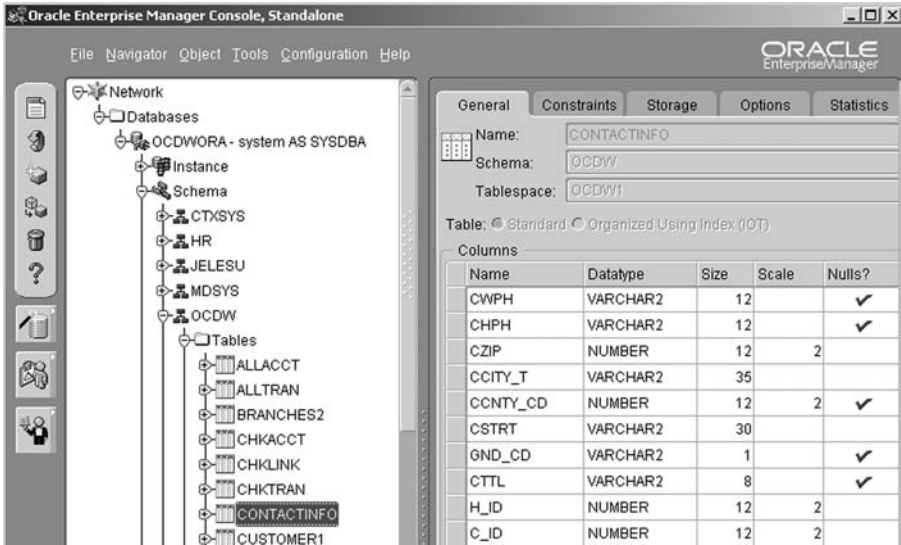 Oracle Enterprise Manager Console, Standalone
File Navigator Object Tools Configuration Help
ORACLE
EnterpriseManager
Network
Databases
OCDWORA - system AS SYSDBA
Instance
Schema
CTXSYS
HR
JELESU
MDSYS
OCDW
Tables
ALLACCT
ALLTRAN
BRANCHES2
CHKACCT
CHKLINK
CHKTRAN
CONTACTINFO
CUSTOMER1
General Constraints Storage Options Statistics
Name: CONTACTINFO
Schema: OCDW
Tablespace: OCDW1
Table: Standard Organized Using Index (IOT)
Columns
Name Datatype Size Scale Nulls?
CWPH VARCHAR2 12
CHPH VARCHAR2 12
CZIP NUMBER 12 2
CCITY_T VARCHAR2 35
CCNTY_CD NUMBER 12 2
CSTRT VARCHAR2 30
GND_CD VARCHAR2 1
CTTL VARCHAR2 8
H_ID NUMBER 12 2
C_ID NUMBER 12 2